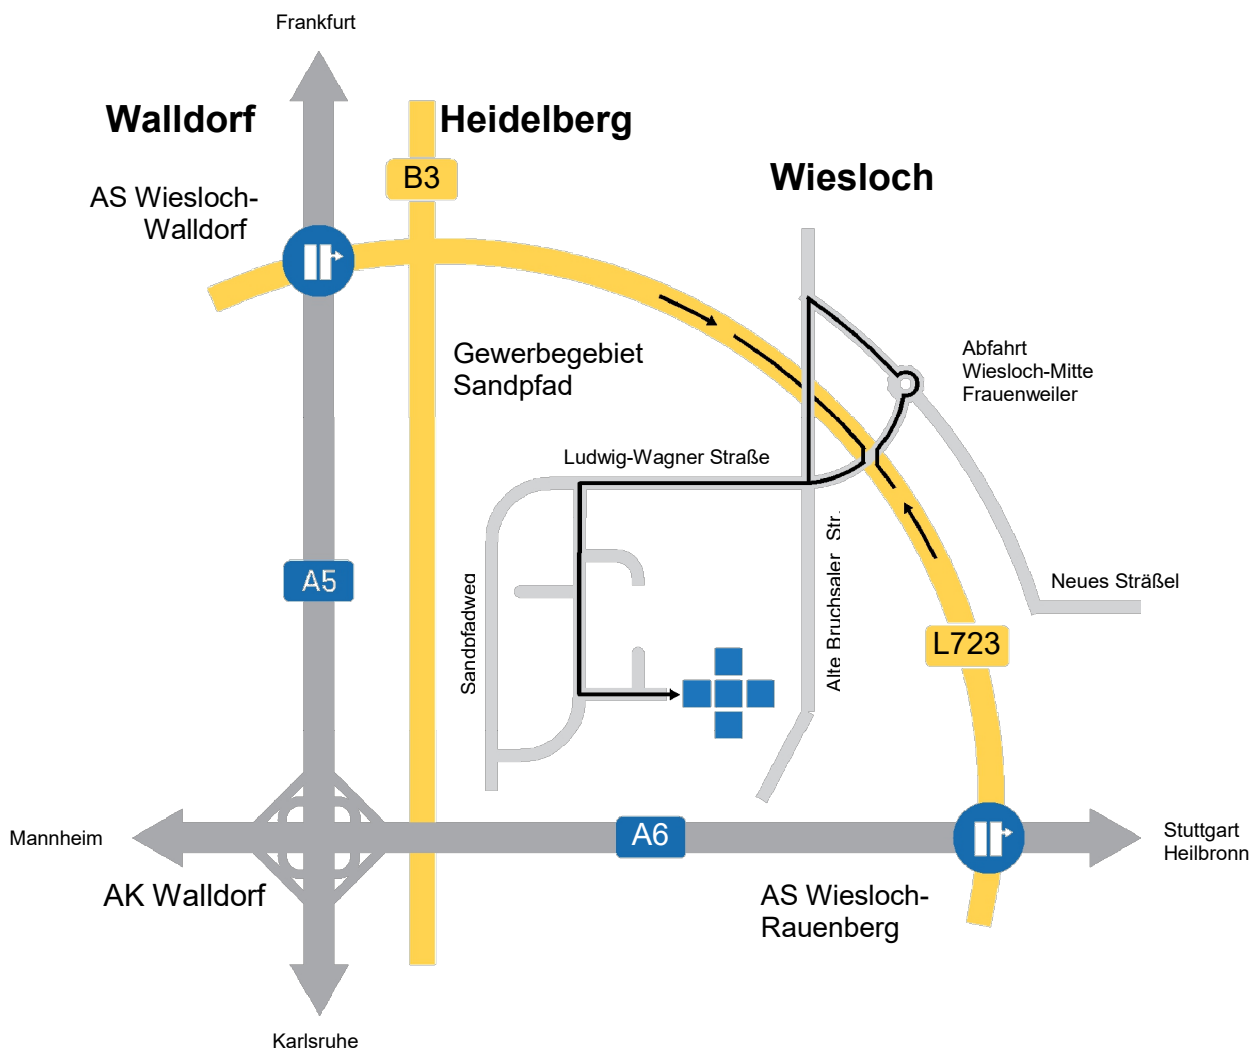 Frankfurt
Walldorf
Heidelberg
B3
Wiesloch
AS Wiesloch-
Walldorf
Gewerbegebiet
Sandpfad
Abfahrt
Wiesloch-Mitte
Frauenweiler
Ludwig-Wagner Straße
Alte Bruchsaler Str.
A5
Sandpfadweg
Neues Sträßel
L723
Mannheim
A6
Stuttgart
Heilbronn
AK Walldorf
AS Wiesloch-
Rauenberg
Karlsruhe